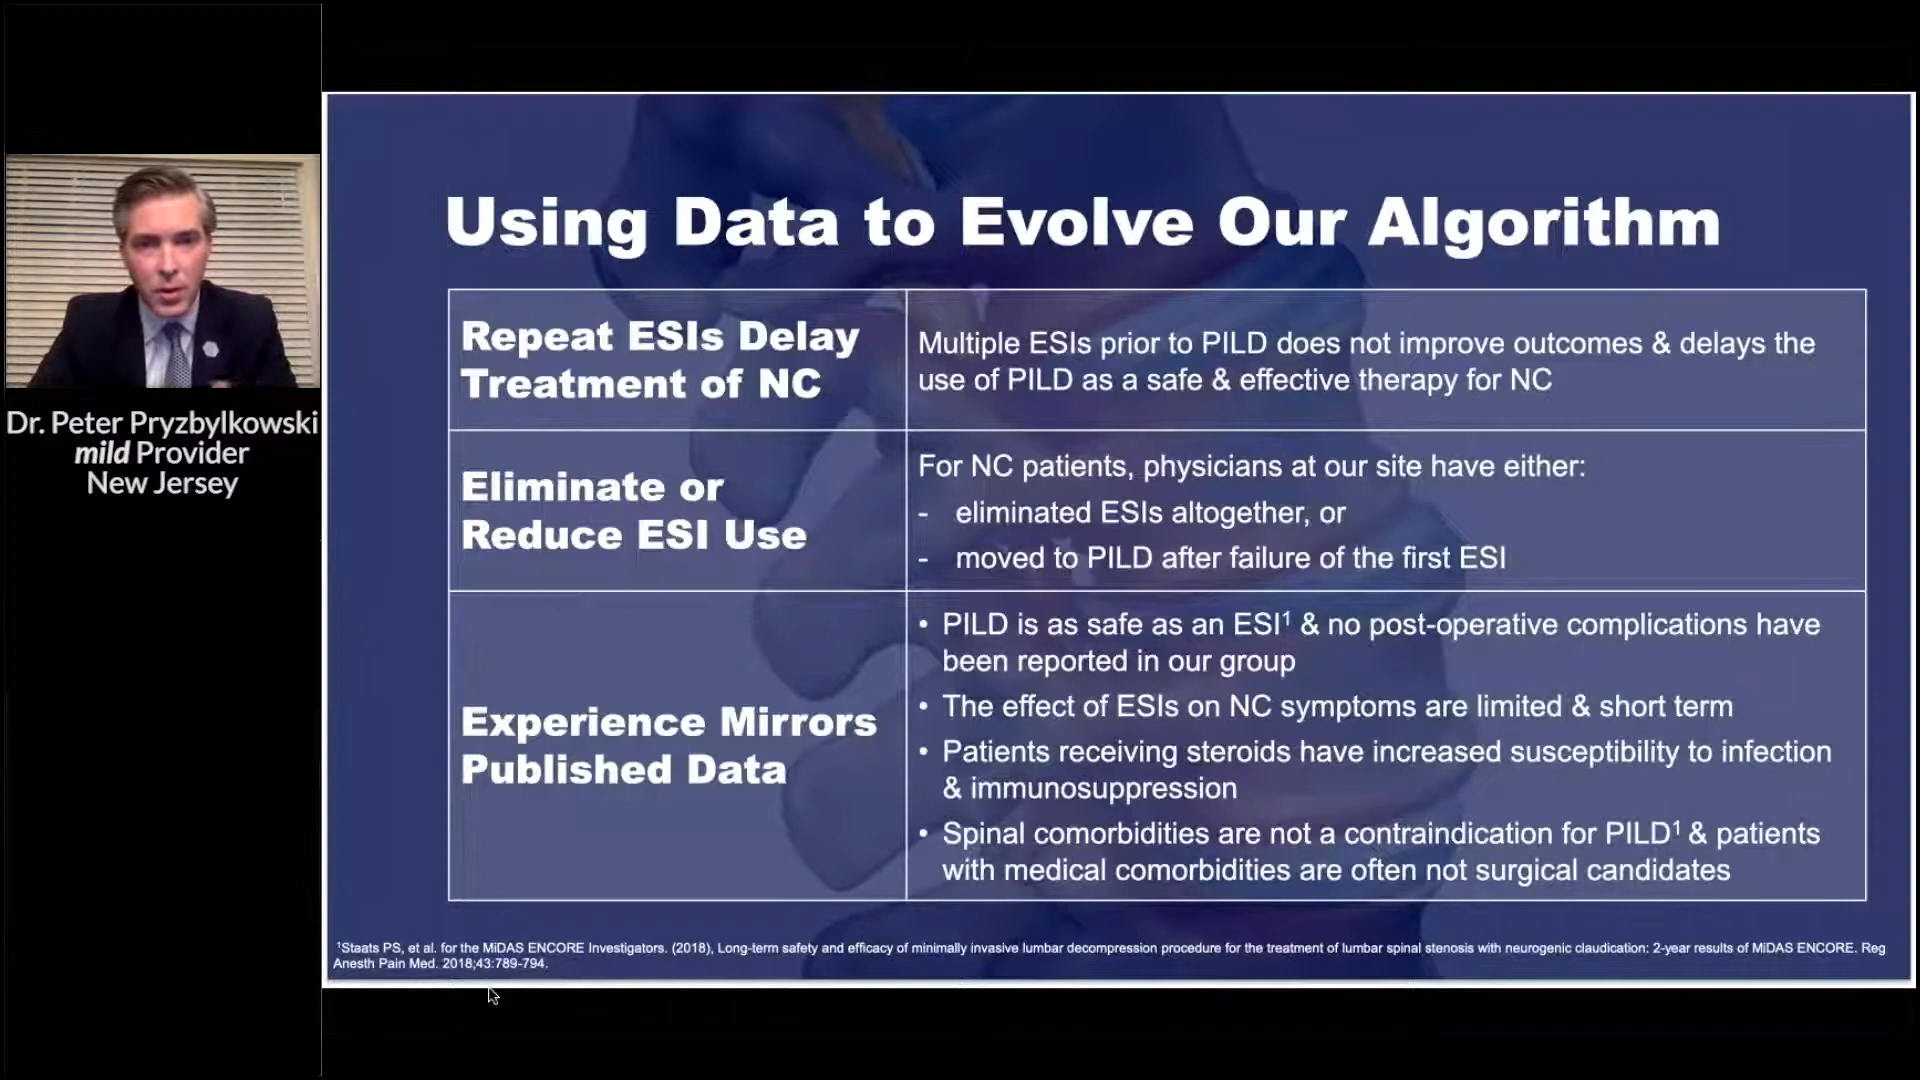 Dr. Peter Pryzbylkowski
mild Provider
New Jersey
Using Data to Evolve Our Algorithm
Repeat ESIs Delay
Treatment of NC
Multiple ESIs prior to PILD does not improve outcomes & delays the
use of PILD as a safe & effective therapy for NC
Eliminate or
Reduce ESI Use
For NC patients, physicians at our site have either:
- eliminated ESIs altogether, or
- moved to PILD after failure of the first ESI
Experience Mirrors
Published Data
• PILD is as safe as an ESI¹ & no post-operative complications have
been reported in our group
• The effect of ESIs on NC symptoms are limited & short term
• Patients receiving steroids have increased susceptibility to infection
& immunosuppression
• Spinal comorbidities are not a contraindication for PILD¹ & patients
with medical comorbidities are often not surgical candidates
¹Staats PS, et al. for the MiDAS ENCORE Investigators. (2018), Long-term safety and efficacy of minimally invasive lumbar decompression procedure for the treatment of lumbar spinal stenosis with neurogenic claudication: 2-year results of MiDAS ENCORE. Reg
Anesth Pain Med. 2018;43:789-794.